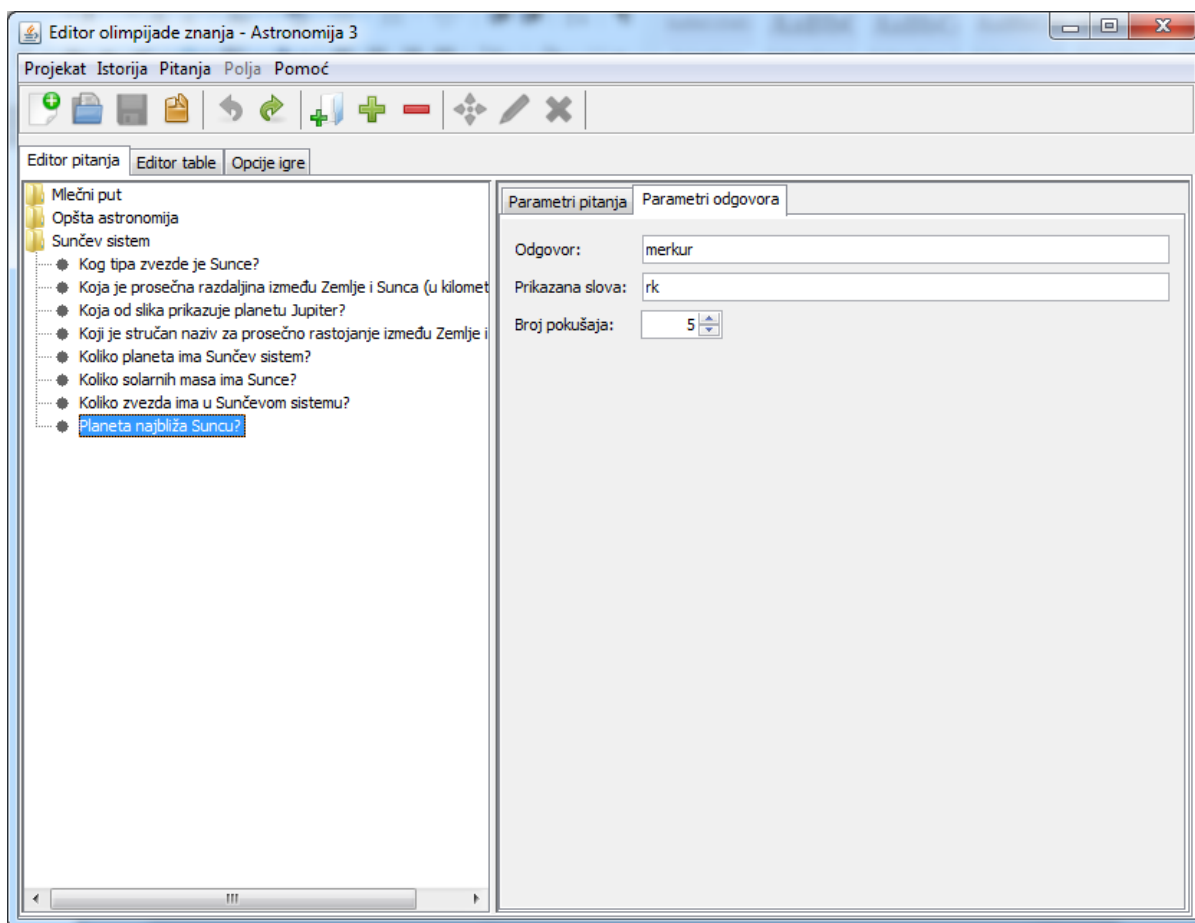 Editor olimpijade znanja - Astronomija 3
Projekat Istorija Pitanja Polja Pomoć
Editor pitanja Editor table Opcije igre
Mlečni put
Opšta astronomija
Sunčev sistem
Kog tipa zvezde je Sunce?
Koja je prosečna razdaljina između Zemlje i Sunca (u kilomet
Koja od slika prikazuje planetu Jupiter?
Koji je stručan naziv za prosečno rastojanje između Zemlje i
Koliko planeta ima Sunčev sistem?
Koliko solarnih masa ima Sunce?
Koliko zvezda ima u Sunčevom sistemu?
Planeta najbliža Suncu?
Parametri pitanja Parametri odgovora
Odgovor: merkur
Prikazana slova: rk
Broj pokušaja: 5